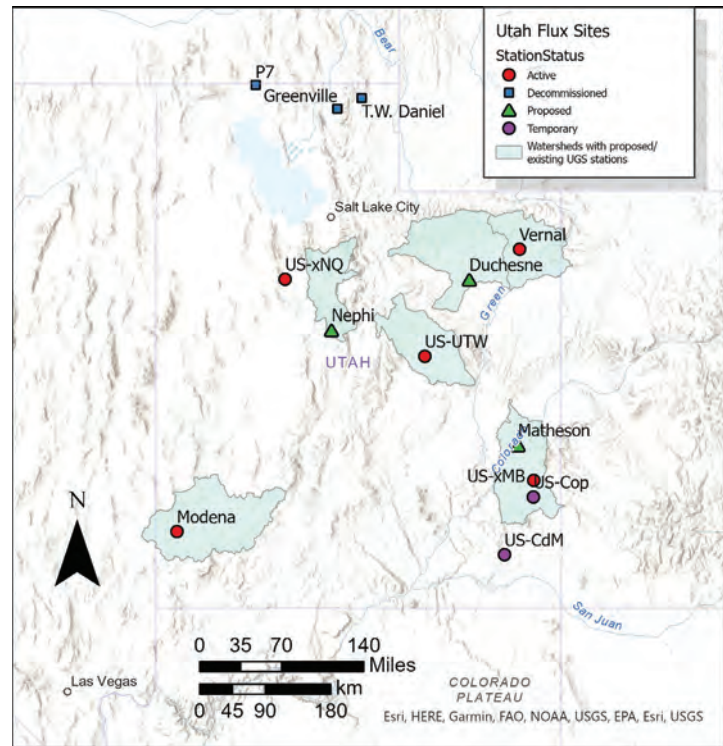 Utah Flux Sites
StationStatus
Active
Decommissioned
Proposed
Temporary
Watersheds with proposed/
existing UGS stations
Bear
P7
Greenville
T.W. Daniel
Salt Lake City
Vernal
US-xNQ
Duchesne
Green
Nephi
US-UTW
UTAH
Matheson
Colorado
US-xMB
US-Cop
N
Modena
US-CdM
San Juan
0 35 70 140
Miles
km
0 45 90 180
Las Vegas
COLORADO
PLATEAU
Esri, HERE, Garmin, FAO, NOAA, USGS, EPA, Esri, USGS